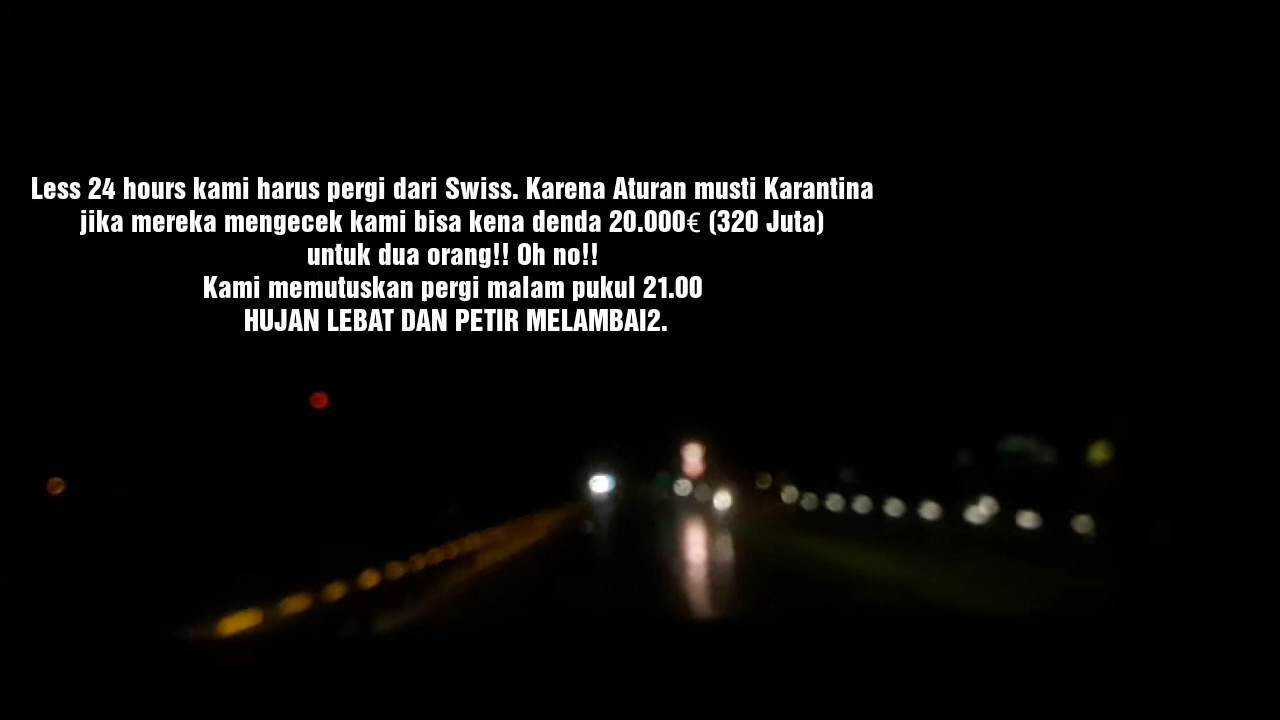 Less 24 hours kami harus pergi dari Swiss. Karena Aturan musti Karantina
jika mereka mengecek kami bisa kena denda 20.000€ (320 Juta)
untuk dua orang!! Oh no!!
Kami memutuskan pergi malam pukul 21.00
HUJAN LEBAT DAN PETIR MELAMBAI2.